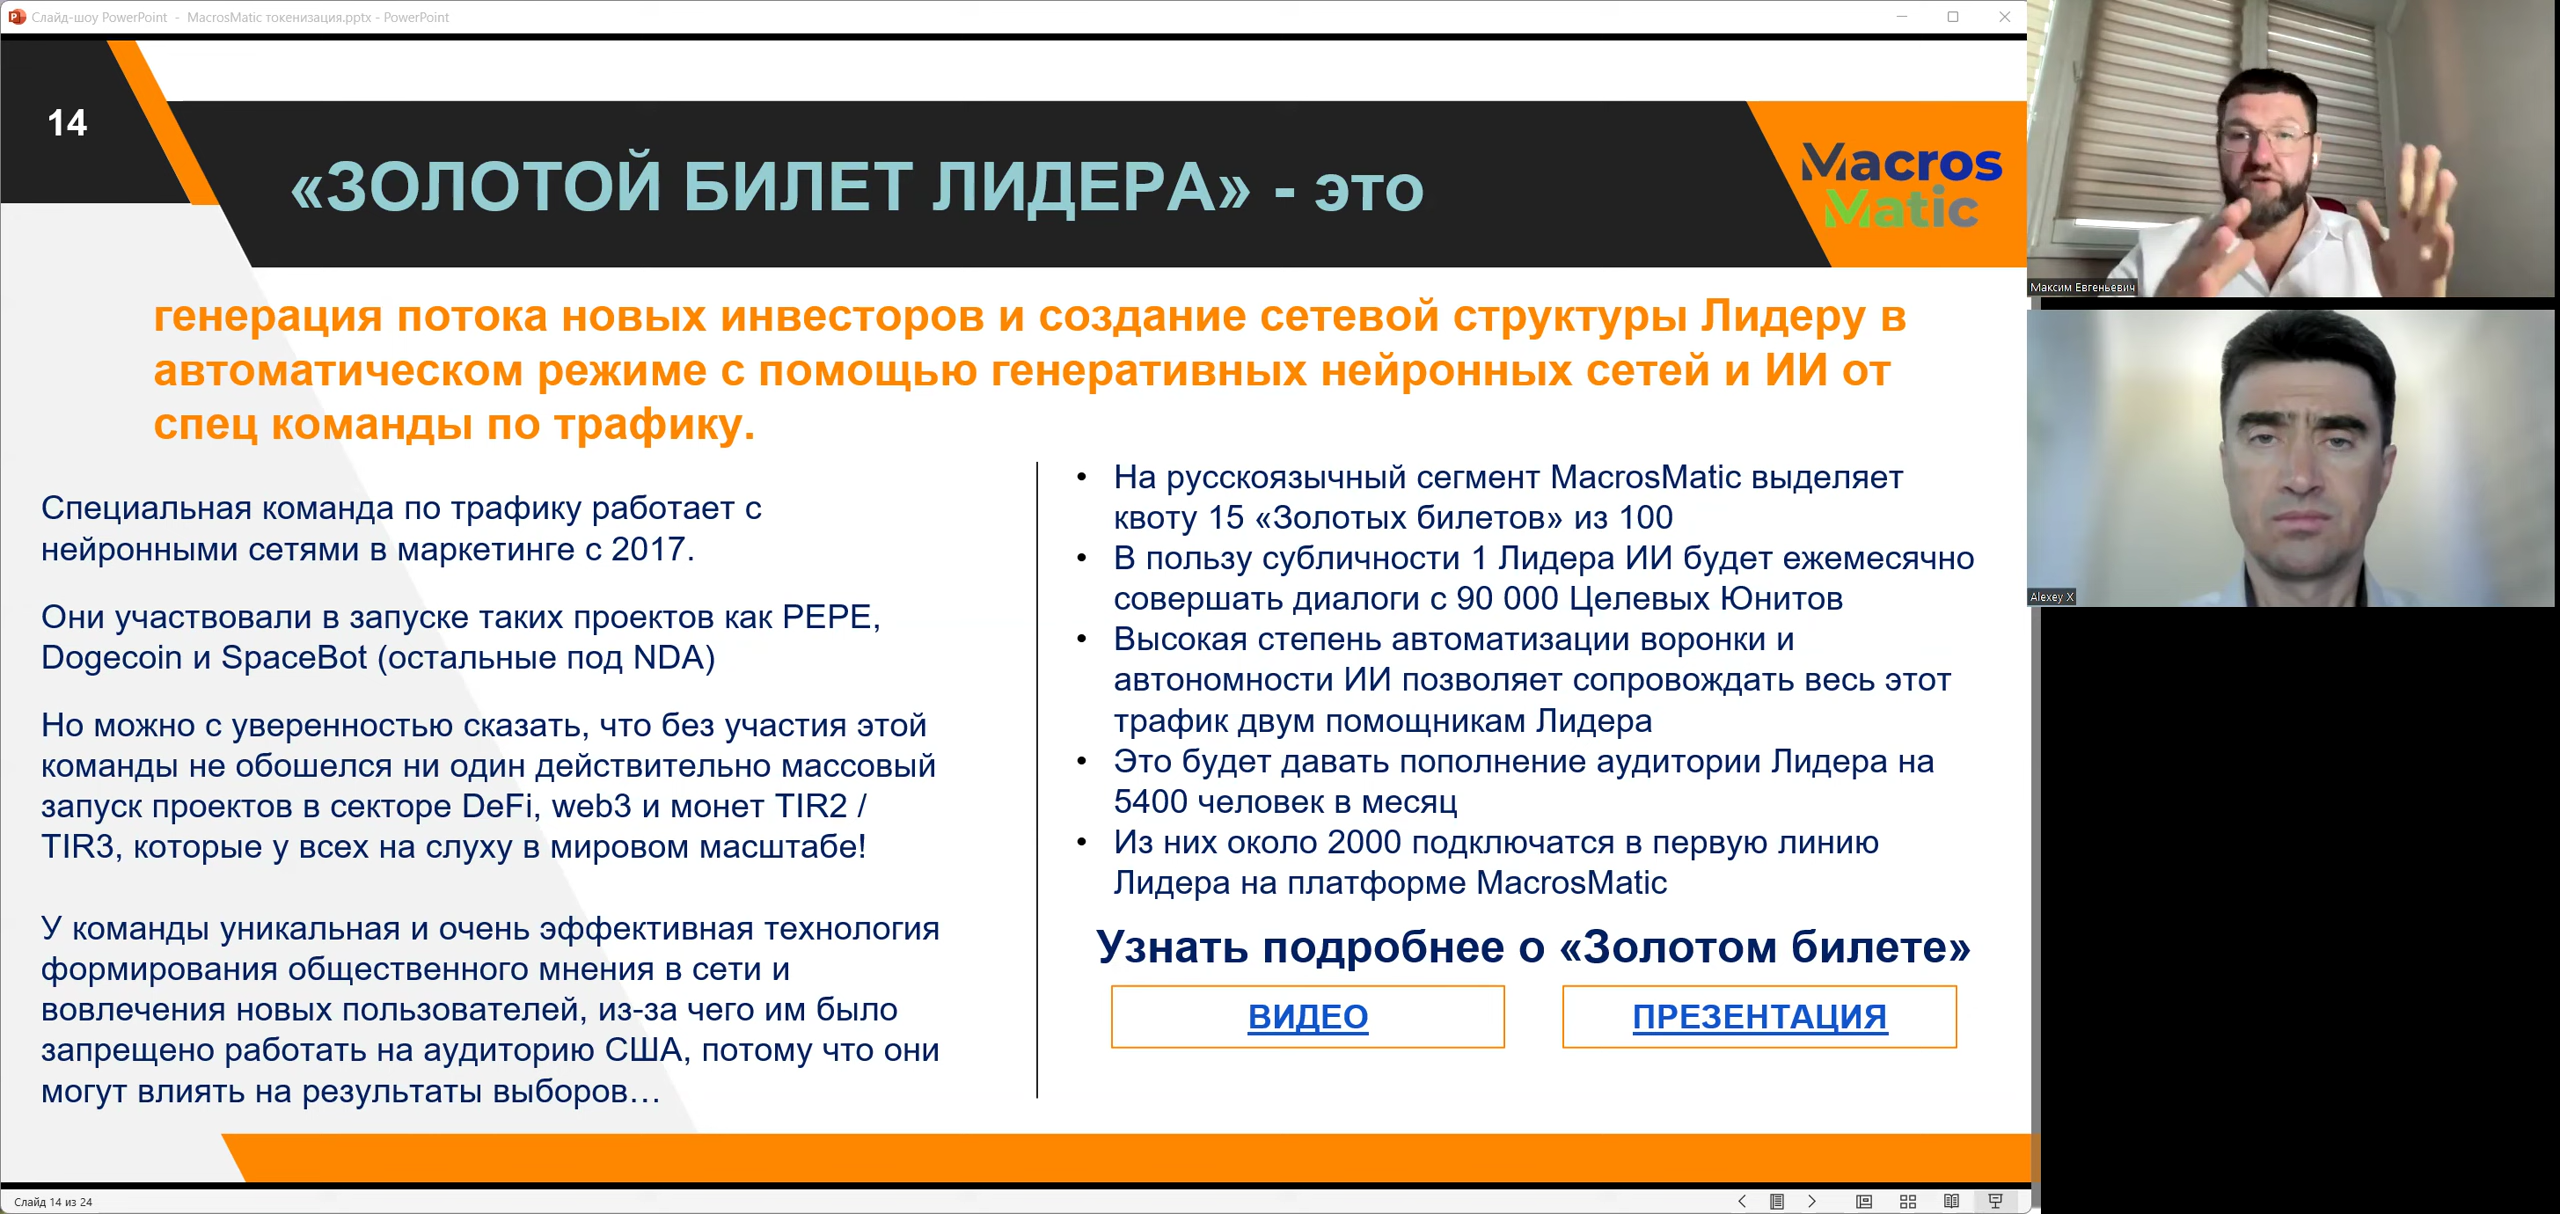 Слайд-шоу PowerPoint - MacrosMatic токенизация.pptx - PowerPoint
14
«ЗОЛОТОЙ БИЛЕТ ЛИДЕРА» - это
Macros
Matic
генерация потока новых инвесторов и создание сетевой структуры Лидеру в
автоматическом режиме с помощью генеративных нейронных сетей и ИИ от
спец команды по трафику.
Специальная команда по трафику работает с
нейронными сетями в маркетинге с 2017.
Они участвовали в запуске таких проектов как PEPE,
Dogecoin и SpaceBot (остальные под NDA)
Но можно с уверенностью сказать, что без участия этой
команды не обошелся ни один действительно массовый
запуск проектов в секторе DeFi, web3 и монет TIR2 /
TIR3, которые у всех на слуху в мировом масштабе!
У команды уникальная и очень эффективная технология
формирования общественного мнения в сети и
вовлечения новых пользователей, из-за чего им было
запрещено работать на аудиторию США, потому что они
могут влиять на результаты выборов…
• На русскоязычный сегмент MacrosMatic выделяет
квоту 15 «Золотых билетов» из 100
• В пользу субличности 1 Лидера ИИ будет ежемесячно
совершать диалоги с 90 000 Целевых Юнитов
• Высокая степень автоматизации воронки и
автономности ИИ позволяет сопровождать весь этот
трафик двум помощникам Лидера
• Это будет давать пополнение аудитории Лидера на
5400 человек в месяц
• Из них около 2000 подключатся в первую линию
Лидера на платформе MacrosMatic
Узнать подробнее о «Золотом билете»
ВИДЕО
ПРЕЗЕНТАЦИЯ
Слайд 14 из 24
Максим Евгеньевич
Alexey X